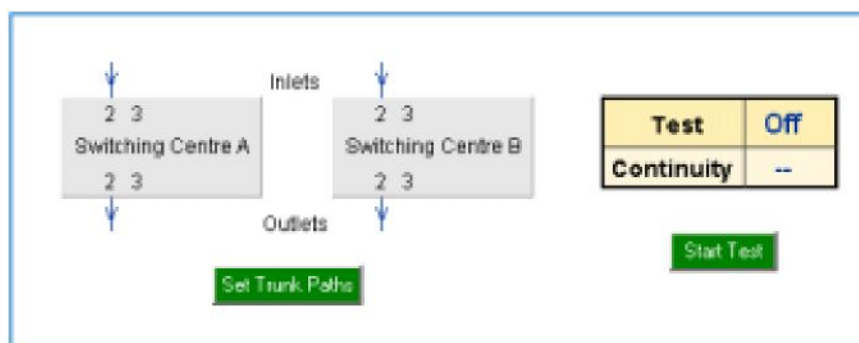 Inlets
2 3
Switching Centre A
2 3
2 3
Switching Centre B
2 3
Outlets
Set Trunk Paths
Test Off
Continuity --
Start Test